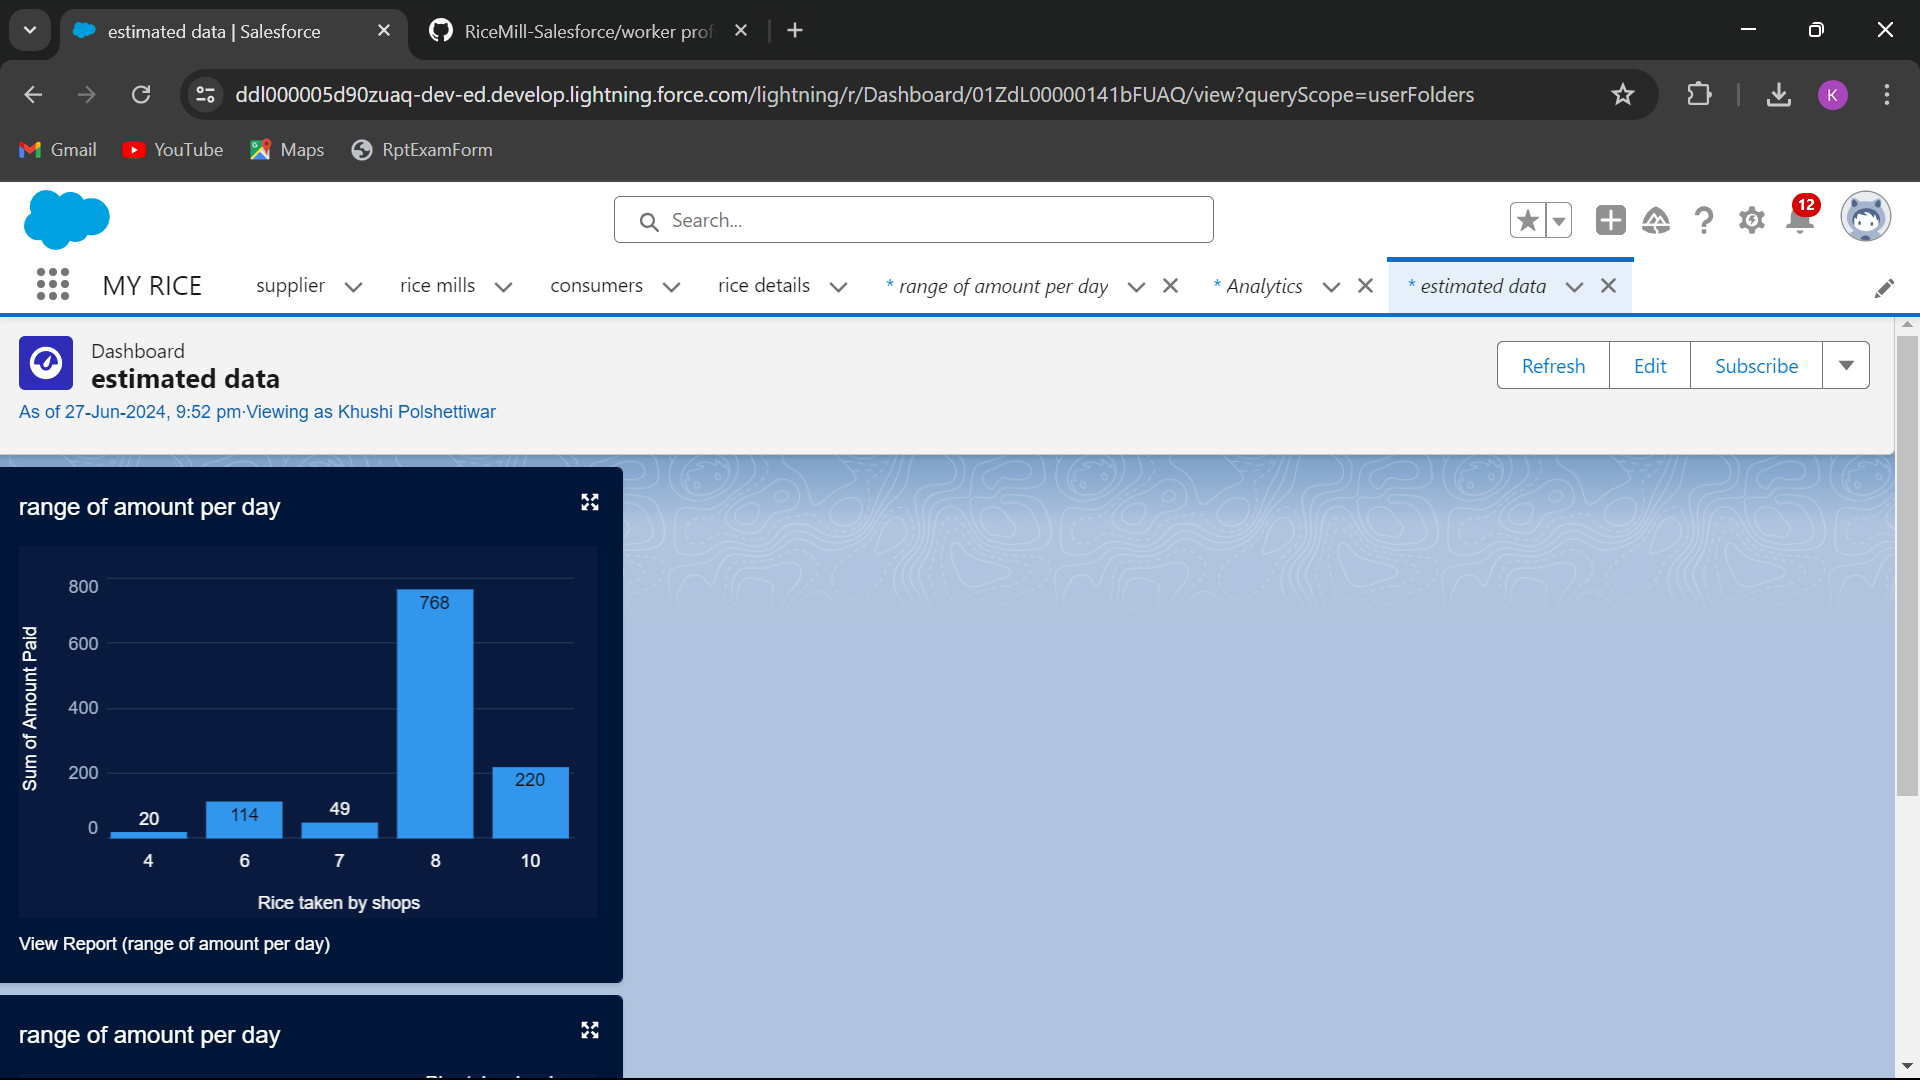 estimated data | Salesforce
RiceMill-Salesforce/worker prof
ddl000005d90zuaq-dev-ed.develop.lightning.force.com/lightning/r/Dashboard/01ZdL00000141bFUAQ/view?queryScope=userFolders
K
Gmail YouTube Maps RptExamForm
Search...
12
MY RICE supplier rice mills consumers rice details * range of amount per day * Analytics * estimated data
Dashboard
estimated data
As of 27-Jun-2024, 9:52 pm·Viewing as Khushi Polshettiwar
Refresh Edit Subscribe
range of amount per day
Sum of Amount Paid
800
600
400
200
0
20 114 49 768 220
4 6 7 8 10
Rice taken by shops
View Report (range of amount per day)
range of amount per day